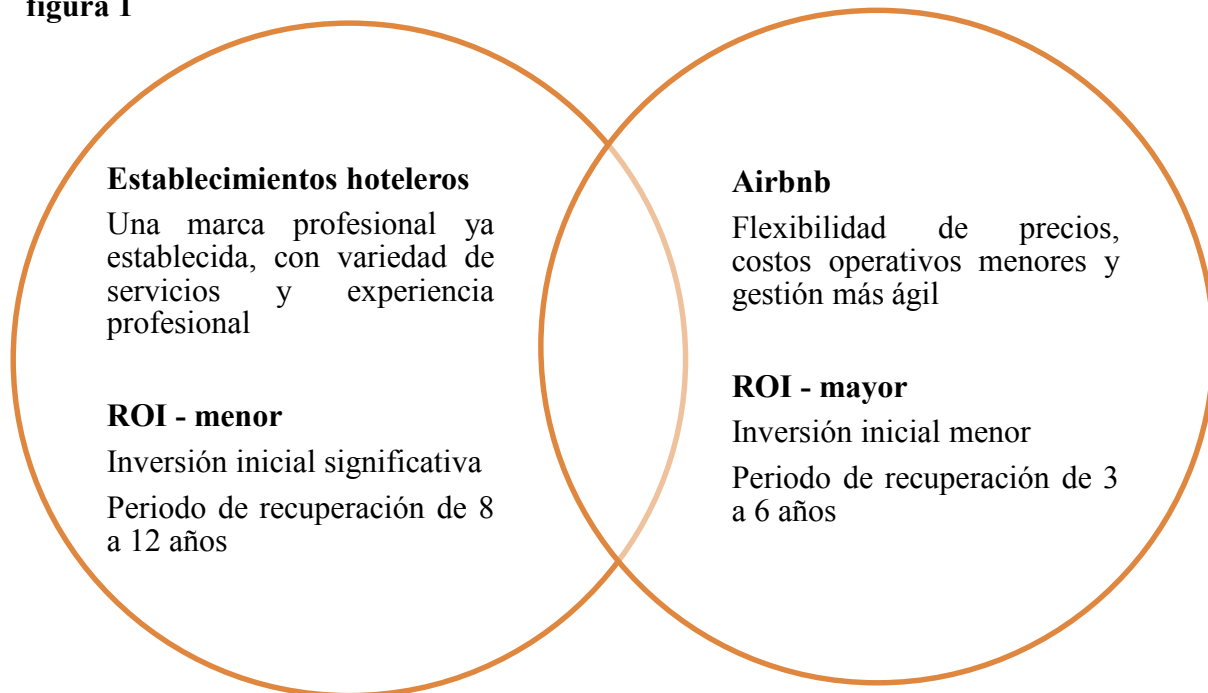 figura 1
Establecimientos hoteleros
Una marca profesional ya
establecida, con variedad de
servicios y experiencia
profesional
ROI - menor
Inversión inicial significativa
Periodo de recuperación de 8
a 12 años
Airbnb
Flexibilidad de precios,
costos operativos menores y
gestión más ágil
ROI - mayor
Inversión inicial menor
Periodo de recuperación de 3
a 6 años